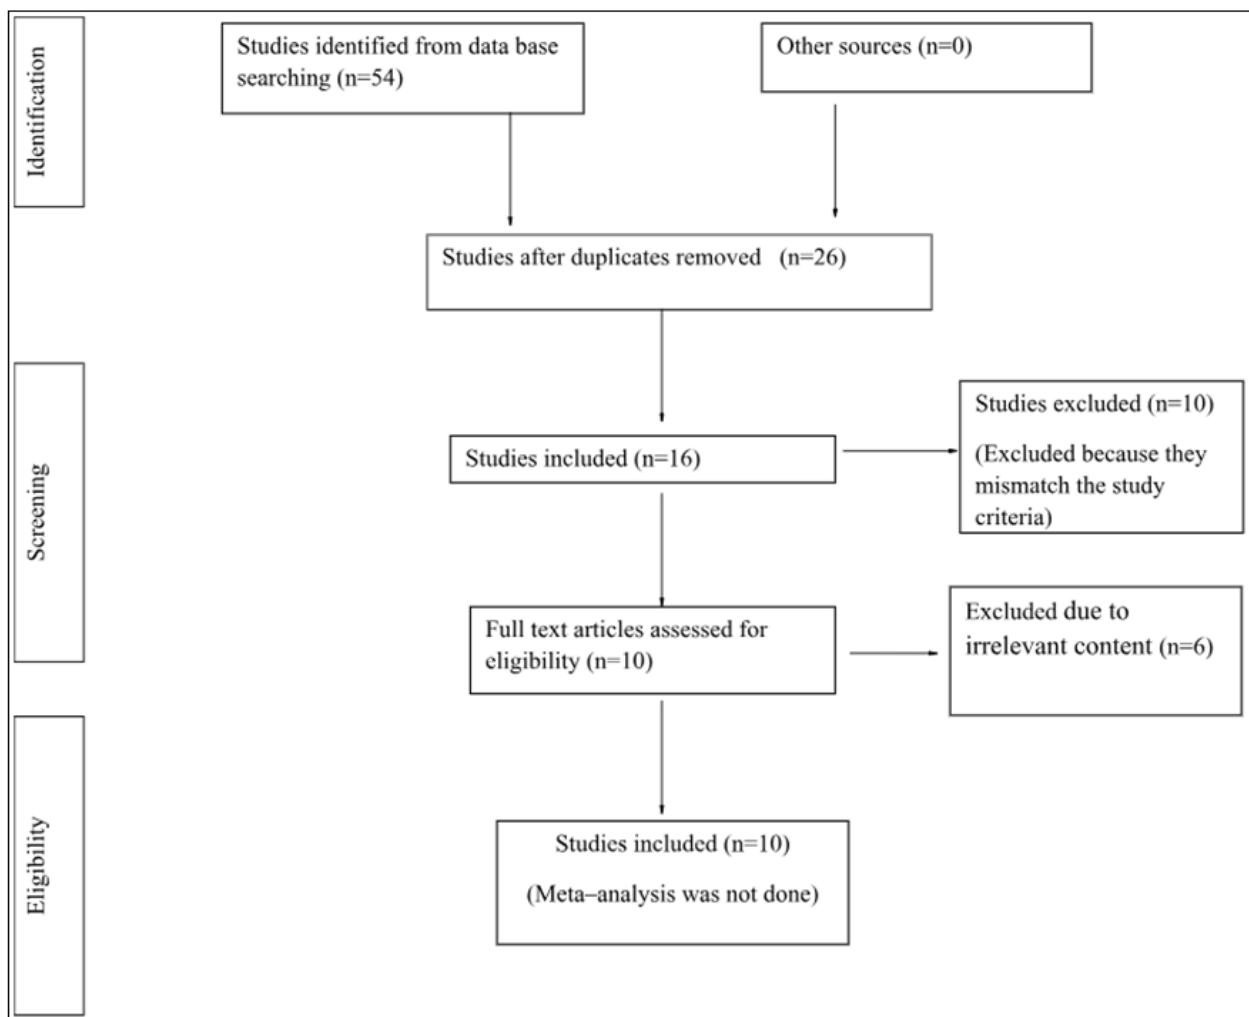 Identification
Studies identified from data base
searching (n=54)
Other sources (n=0)
Studies after duplicates removed (n=26)
Screening
Studies included (n=16)
Studies excluded (n=10)
(Excluded because they
mismatch the study
criteria)
Full text articles assessed for
eligibility (n=10)
Excluded due to
irrelevant content (n=6)
Eligibility
Studies included (n=10)
(Meta–analysis was not done)